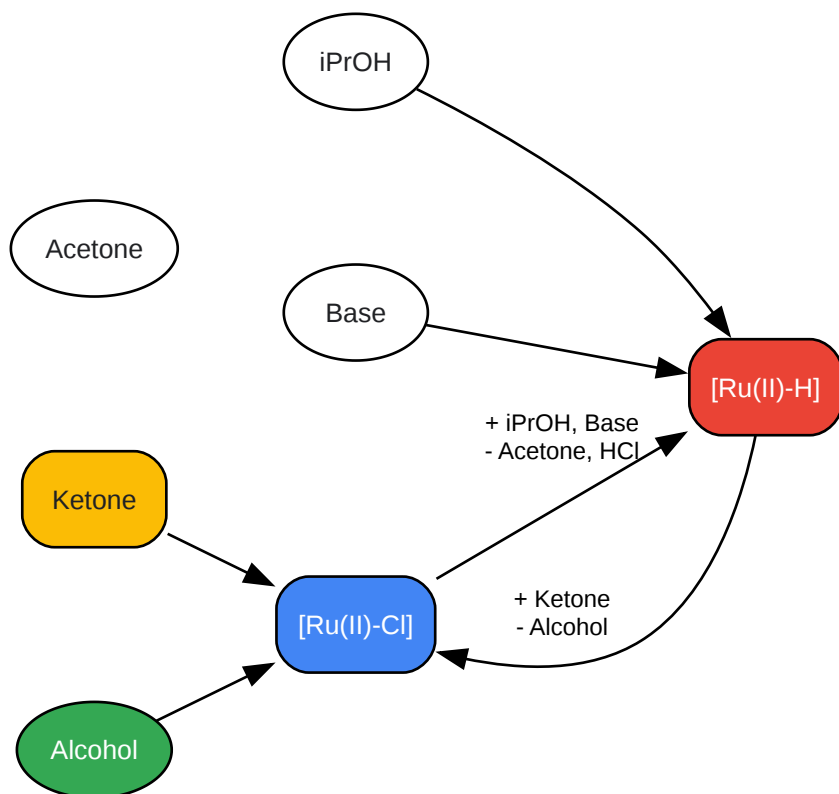 iPrOH
Acetone
Base
[Ru(II)-H]
+ iPrOH, Base
- Acetone, HCl
Ketone
+ Ketone
- Alcohol
[Ru(II)-Cl]
Alcohol